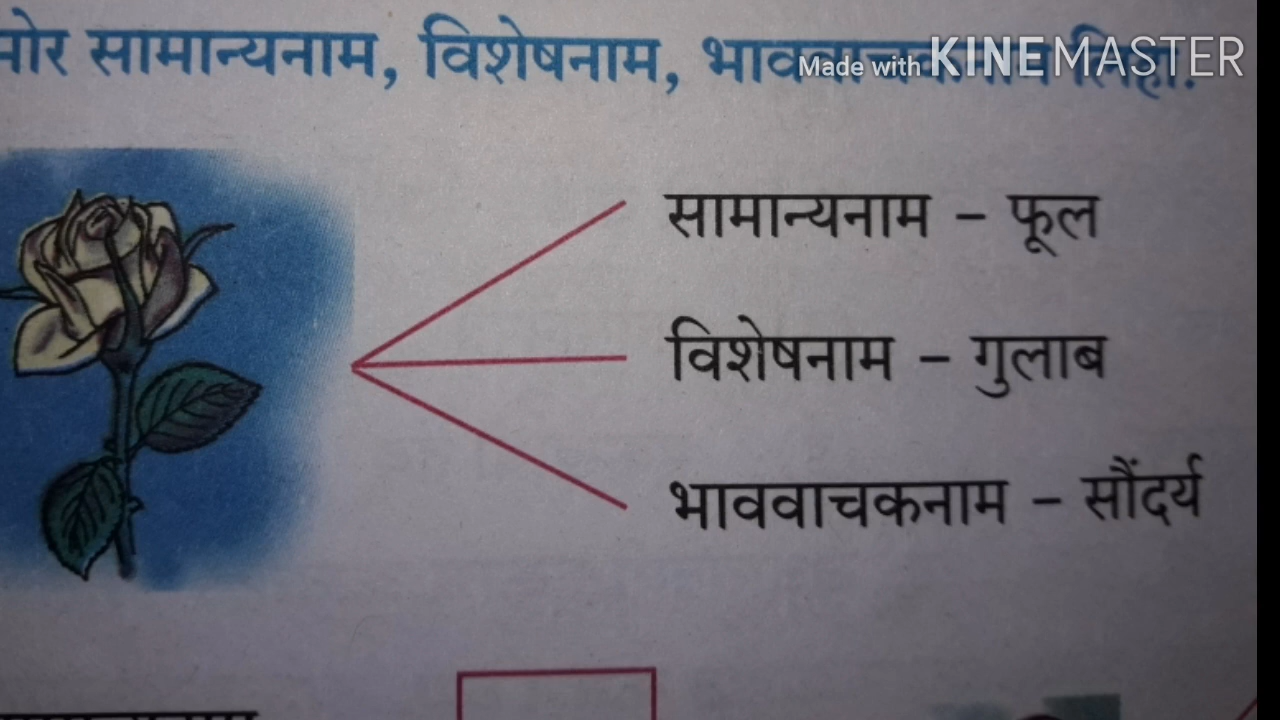 मोर सामान्यनाम, विशेषनाम, लिहा.
Made with KINEMASTER
सामान्यनाम – फूल
विशेषनाम – गुलाब
भाववाचकनाम – सौंदर्य